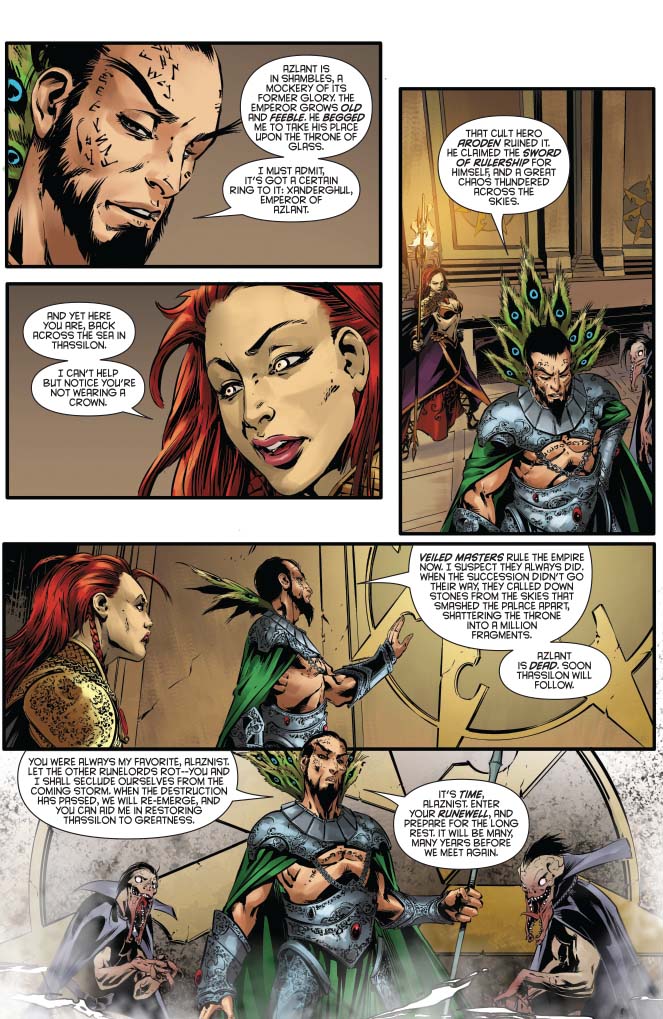 AZLANT IS
IN SHAMBLES, A
MOCKERY OF ITS
FORMER GLORY. THE
EMPEROR GROWS OLD
AND FEEBLE. HE BEGGED
ME TO TAKE HIS PLACE
UPON THE THRONE OF
GLASS.
I MUST ADMIT,
IT'S GOT A CERTAIN
RING TO IT: XANDERGHUL,
EMPEROR OF
AZLANT.
THAT CULT HERO
ARODEN RUINED IT.
HE CLAIMED THE SWORD
OF RULERSHIP FOR
HIMSELF, AND A GREAT
CHAOS THUNDERED
ACROSS THE
SKIES.
AND YET HERE
YOU ARE, BACK
ACROSS THE SEA IN
THASSILON.
I CAN'T HELP
BUT NOTICE YOU'RE
NOT WEARING A
CROWN.
VEILED MASTERS RULE THE EMPIRE
NOW. I SUSPECT THEY ALWAYS DID.
WHEN THE SUCCESSION DIDN'T GO
THEIR WAY, THEY CALLED DOWN
STONES FROM THE SKIES THAT
SMASHED THE PALACE APART,
SHATTERING THE THRONE
INTO A MILLION
FRAGMENTS.
AZLANT
IS DEAD. SOON
THASSILON WILL
FOLLOW.
YOU WERE ALWAYS MY FAVORITE, ALAZNIST.
LET THE OTHER RUNELORDS ROT--YOU AND
I SHALL SECLUDE OURSELVES FROM THE
COMING STORM. WHEN THE DESTRUCTION
HAS PASSED, WE WILL RE-EMERGE, AND
YOU CAN AID ME IN RESTORING
THASSILON TO GREATNESS.
IT'S TIME,
ALAZNIST. ENTER
YOUR RUNEWELL, AND
PREPARE FOR THE LONG
REST. IT WILL BE MANY,
MANY YEARS BEFORE
WE MEET AGAIN.